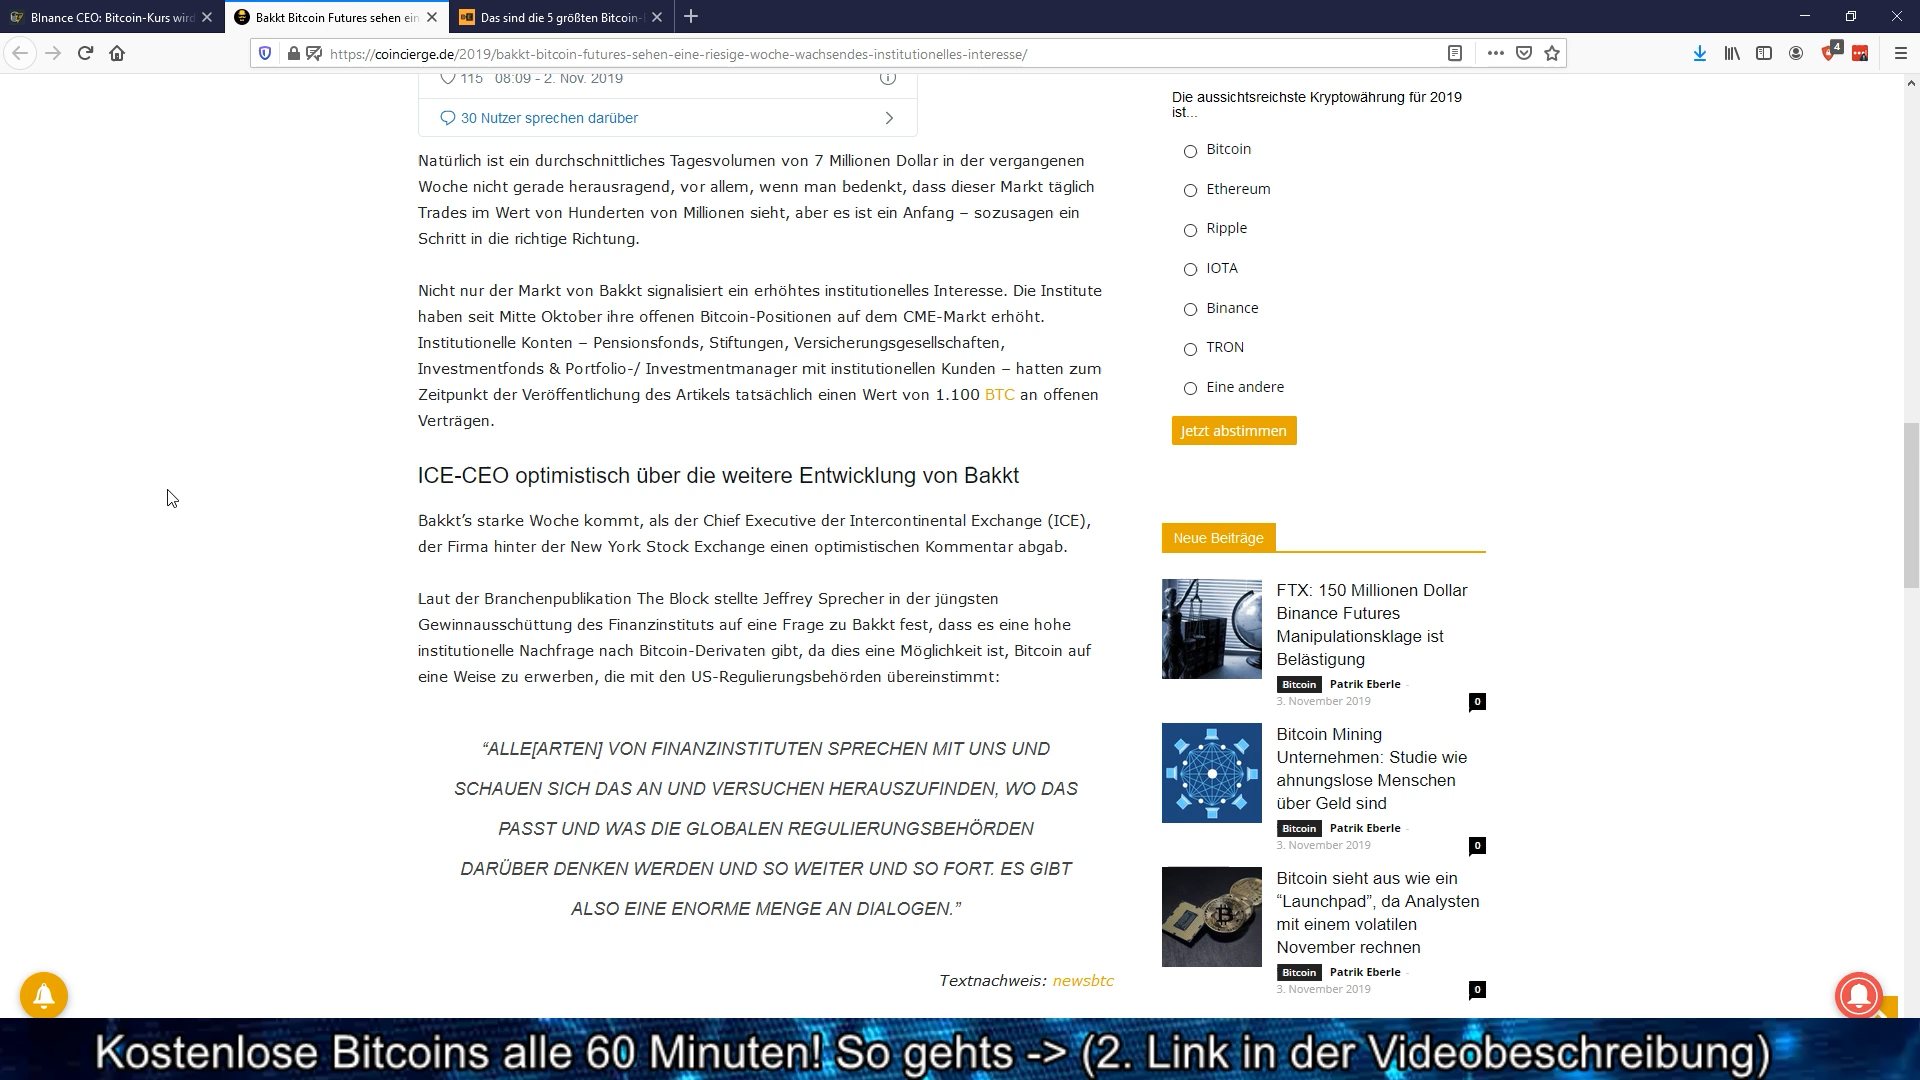 BInance CEO: Bitcoin-Kurs wird
Bakkt Bitcoin Futures sehen ein
Das sind die 5 größten Bitcoin-
https://coincierge.de/2019/bakkt-bitcoin-futures-sehen-eine-riesige-woche-wachsendes-institutionelles-interesse/
4
115 08:09 - 2. Nov. 2019
30 Nutzer sprechen darüber
Natürlich ist ein durchschnittliches Tagesvolumen von 7 Millionen Dollar in der vergangenen
Woche nicht gerade herausragend, vor allem, wenn man bedenkt, dass dieser Markt täglich
Trades im Wert von Hunderten von Millionen sieht, aber es ist ein Anfang – sozusagen ein
Schritt in die richtige Richtung.
Nicht nur der Markt von Bakkt signalisiert ein erhöhtes institutionelles Interesse. Die Institute
haben seit Mitte Oktober ihre offenen Bitcoin-Positionen auf dem CME-Markt erhöht.
Institutionelle Konten – Pensionsfonds, Stiftungen, Versicherungsgesellschaften,
Investmentfonds & Portfolio-/ Investmentmanager mit institutionellen Kunden – hatten zum
Zeitpunkt der Veröffentlichung des Artikels tatsächlich einen Wert von 1.100 BTC an offenen
Verträgen.
ICE-CEO optimistisch über die weitere Entwicklung von Bakkt
Bakkt’s starke Woche kommt, als der Chief Executive der Intercontinental Exchange (ICE),
der Firma hinter der New York Stock Exchange einen optimistischen Kommentar abgab.
Laut der Branchenpublikation The Block stellte Jeffrey Sprecher in der jüngsten
Gewinnausschüttung des Finanzinstituts auf eine Frage zu Bakkt fest, dass es eine hohe
institutionelle Nachfrage nach Bitcoin-Derivaten gibt, da dies eine Möglichkeit ist, Bitcoin auf
eine Weise zu erwerben, die mit den US-Regulierungsbehörden übereinstimmt:
“ALLE[ARTEN] VON FINANZINSTITUTEN SPRECHEN MIT UNS UND
SCHAUEN SICH DAS AN UND VERSUCHEN HERAUSZUFINDEN, WO DAS
PASST UND WAS DIE GLOBALEN REGULIERUNGSBEHÖRDEN
DARÜBER DENKEN WERDEN UND SO WEITER UND SO FORT. ES GIBT
ALSO EINE ENORME MENGE AN DIALOGEN.”
Textnachweis: newsbtc
Die aussichtsreichste Kryptowährung für 2019
ist...
Bitcoin
Ethereum
Ripple
IOTA
Binance
TRON
Eine andere
Jetzt abstimmen
Neue Beiträge
FTX: 150 Millionen Dollar
Binance Futures
Manipulationsklage ist
Belästigung
Bitcoin Patrik Eberle -
3. November 2019
0
Bitcoin Mining
Unternehmen: Studie wie
ahnungslose Menschen
über Geld sind
Bitcoin Patrik Eberle -
3. November 2019
0
Bitcoin sieht aus wie ein
“Launchpad”, da Analysten
mit einem volatilen
November rechnen
Bitcoin Patrik Eberle -
3. November 2019
0
Kostenlose Bitcoins alle 60 Minuten! So gehts -> (2. Link in der Videobeschreibung)